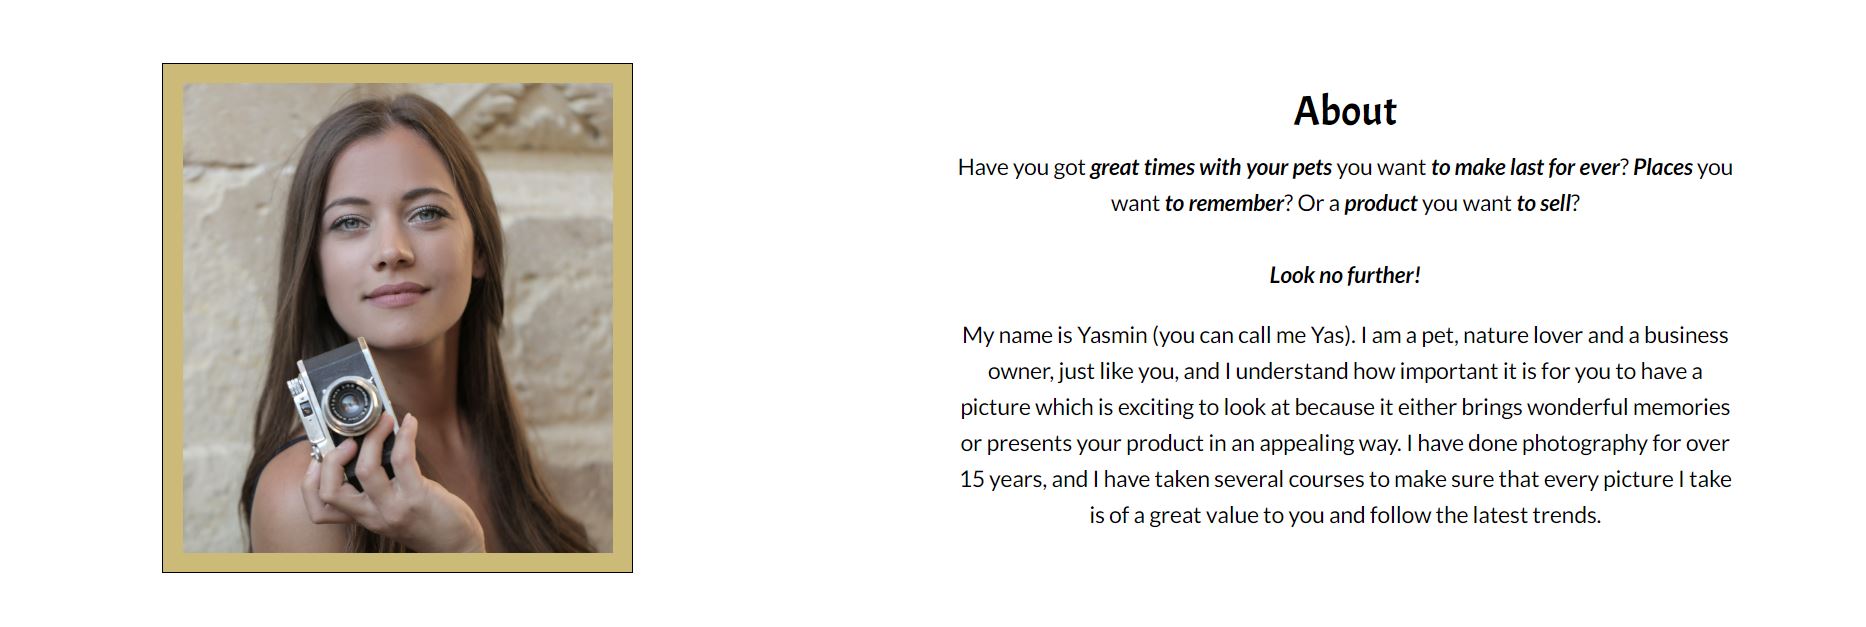 About
Have you got great times with your pets you want to make last for ever? Places you
want to remember? Or a product you want to sell?
Look no further!
My name is Yasmin (you can call me Yas). I am a pet, nature lover and a business
owner, just like you, and I understand how important it is for you to have a
picture which is exciting to look at because it either brings wonderful memories
or presents your product in an appealing way. I have done photography for over
15 years, and I have taken several courses to make sure that every picture I take
is of a great value to you and follow the latest trends.